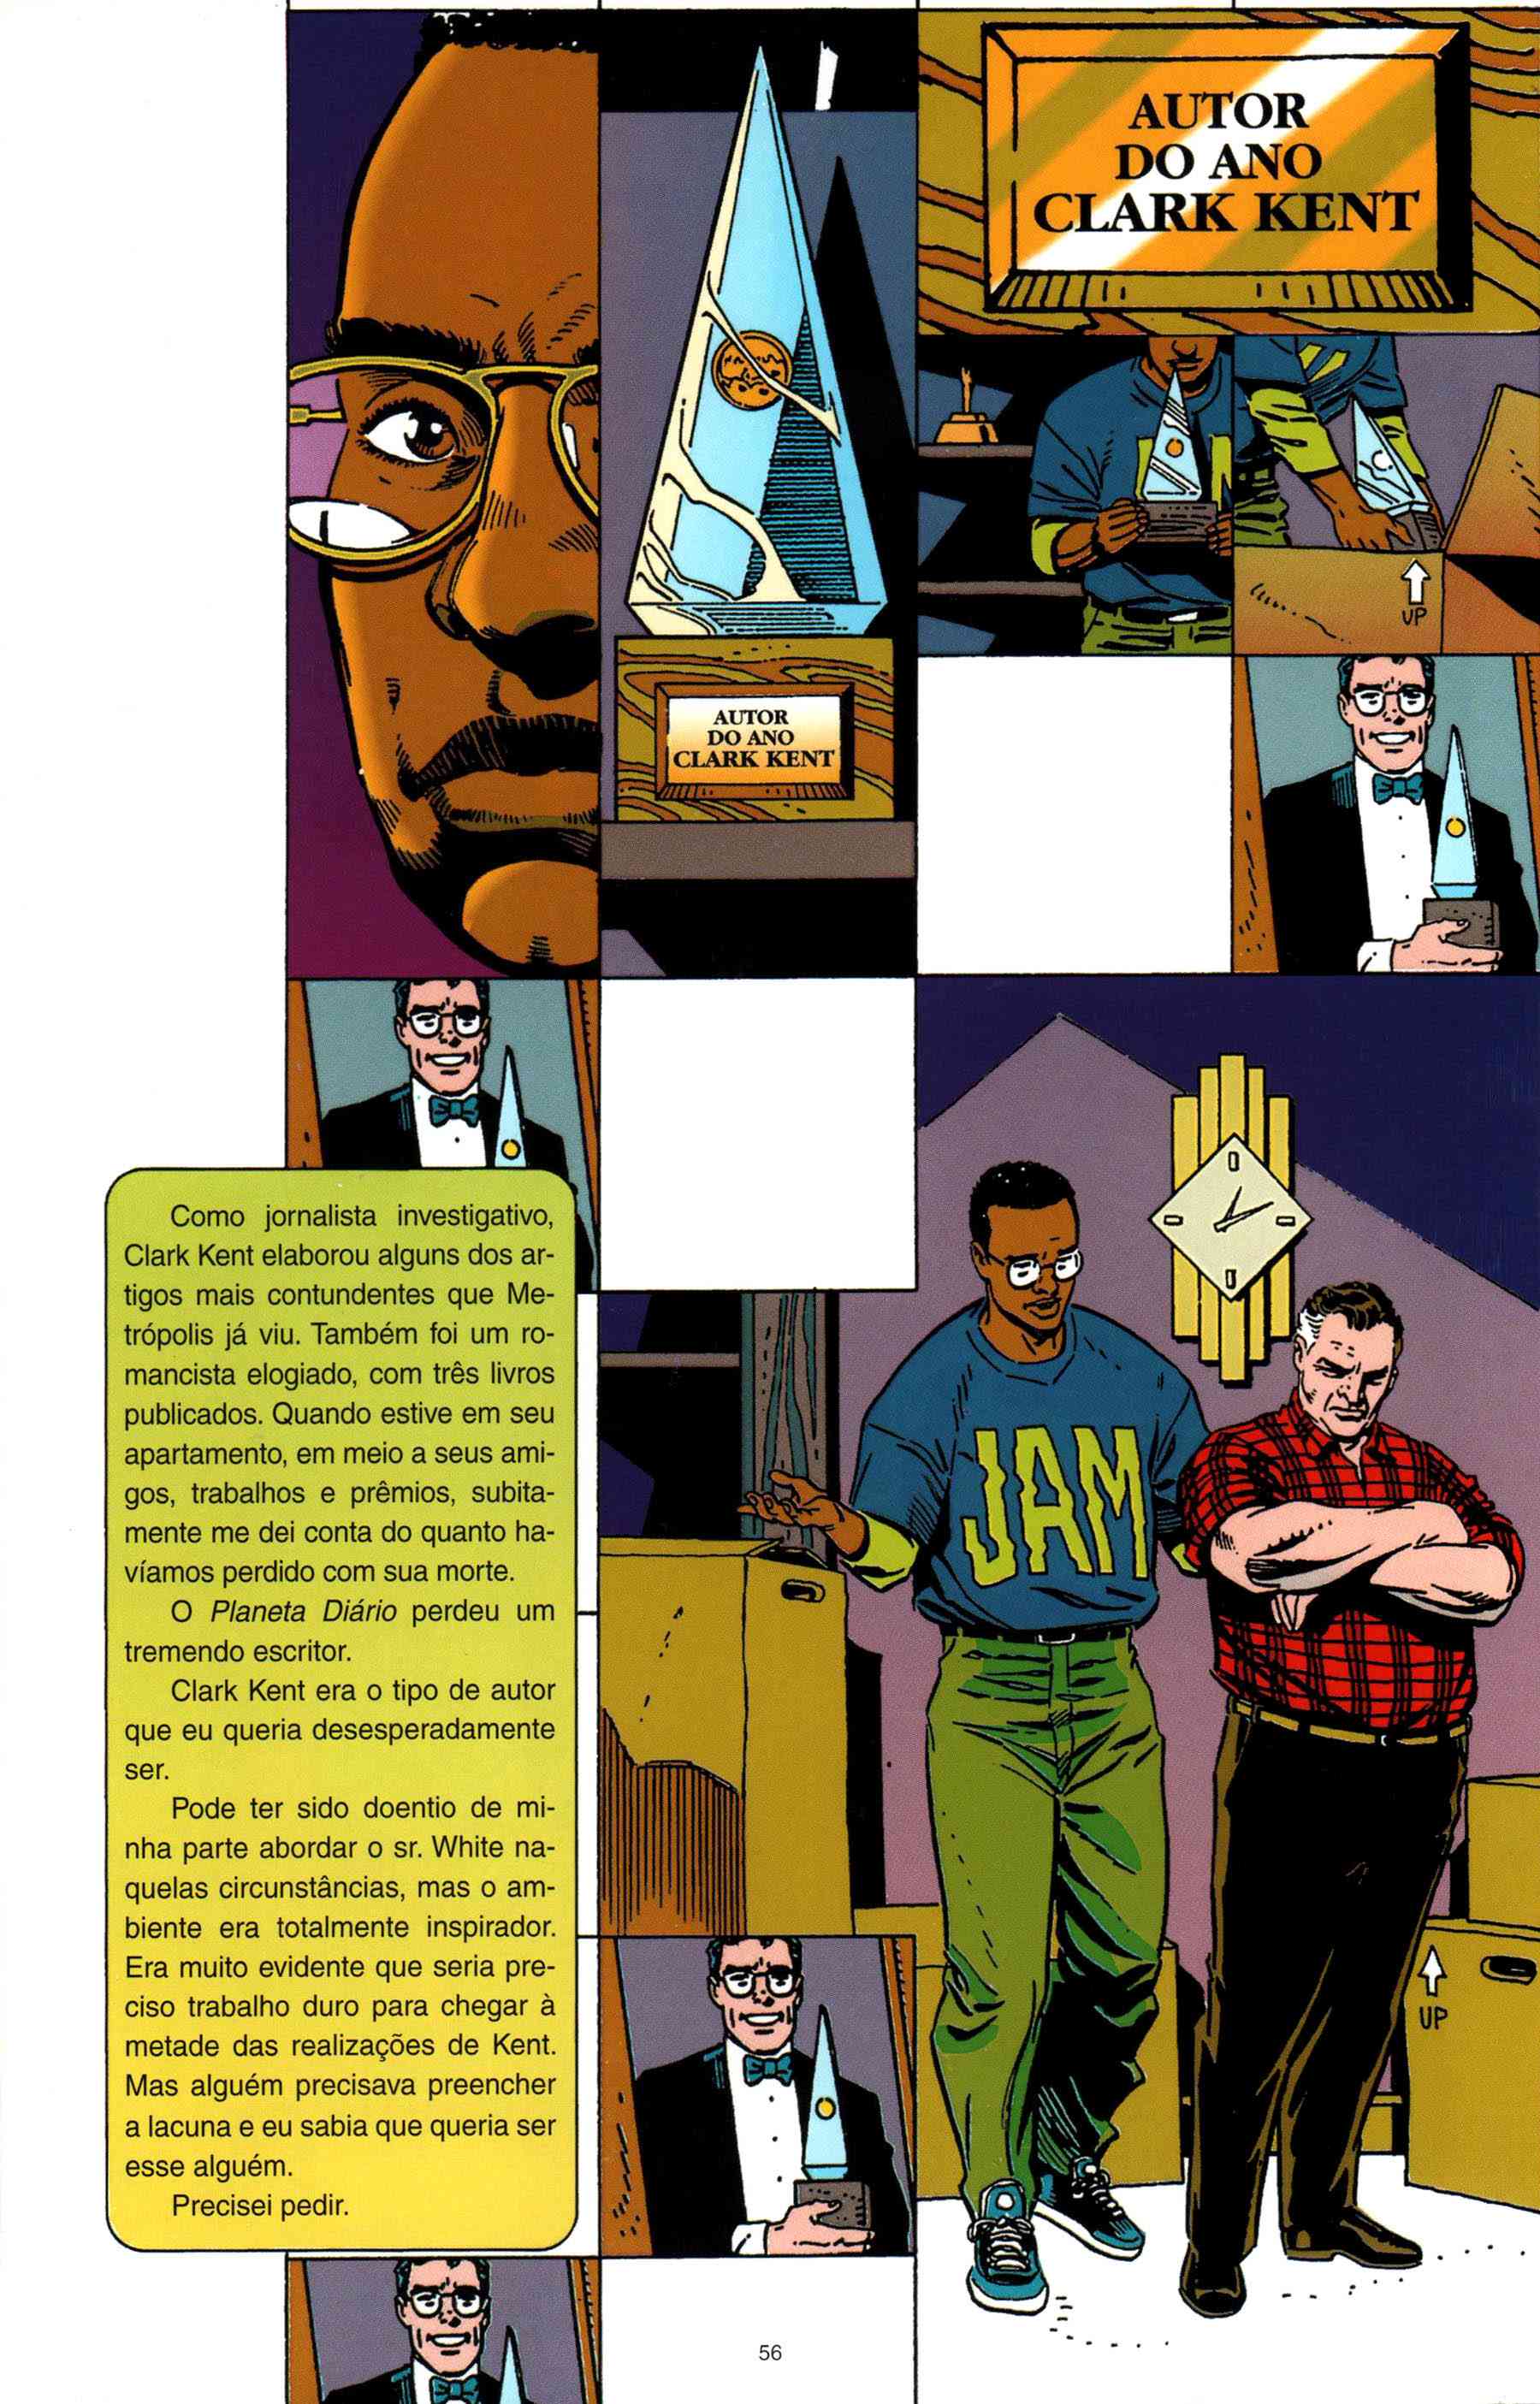 AUTOR
DO ANO
CLARK KENT
AUTOR
DO ANO
CLARK KENT
UP
Como jornalista investigativo,
Clark Kent elaborou alguns dos ar-
tigos mais contundentes que Me-
trópolis já viu. Também foi um ro-
mancista elogiado, com três livros
publicados. Quando estive em seu
apartamento, em meio a seus ami-
gos, trabalhos e prêmios, subita-
mente me dei conta do quanto ha-
víamos perdido com sua morte.
O Planeta Diário perdeu um
tremendo escritor.
Clark Kent era o tipo de autor
que eu queria desesperadamente
ser.
Pode ter sido doentio de mi-
nha parte abordar o sr. White na-
quelas circunstâncias, mas o am-
biente era totalmente inspirador.
Era muito evidente que seria pre-
ciso trabalho duro para chegar à
metade das realizações de Kent.
Mas alguém precisava preencher
a lacuna e eu sabia que queria ser
esse alguém.
Precisei pedir.
JAM
UP
56